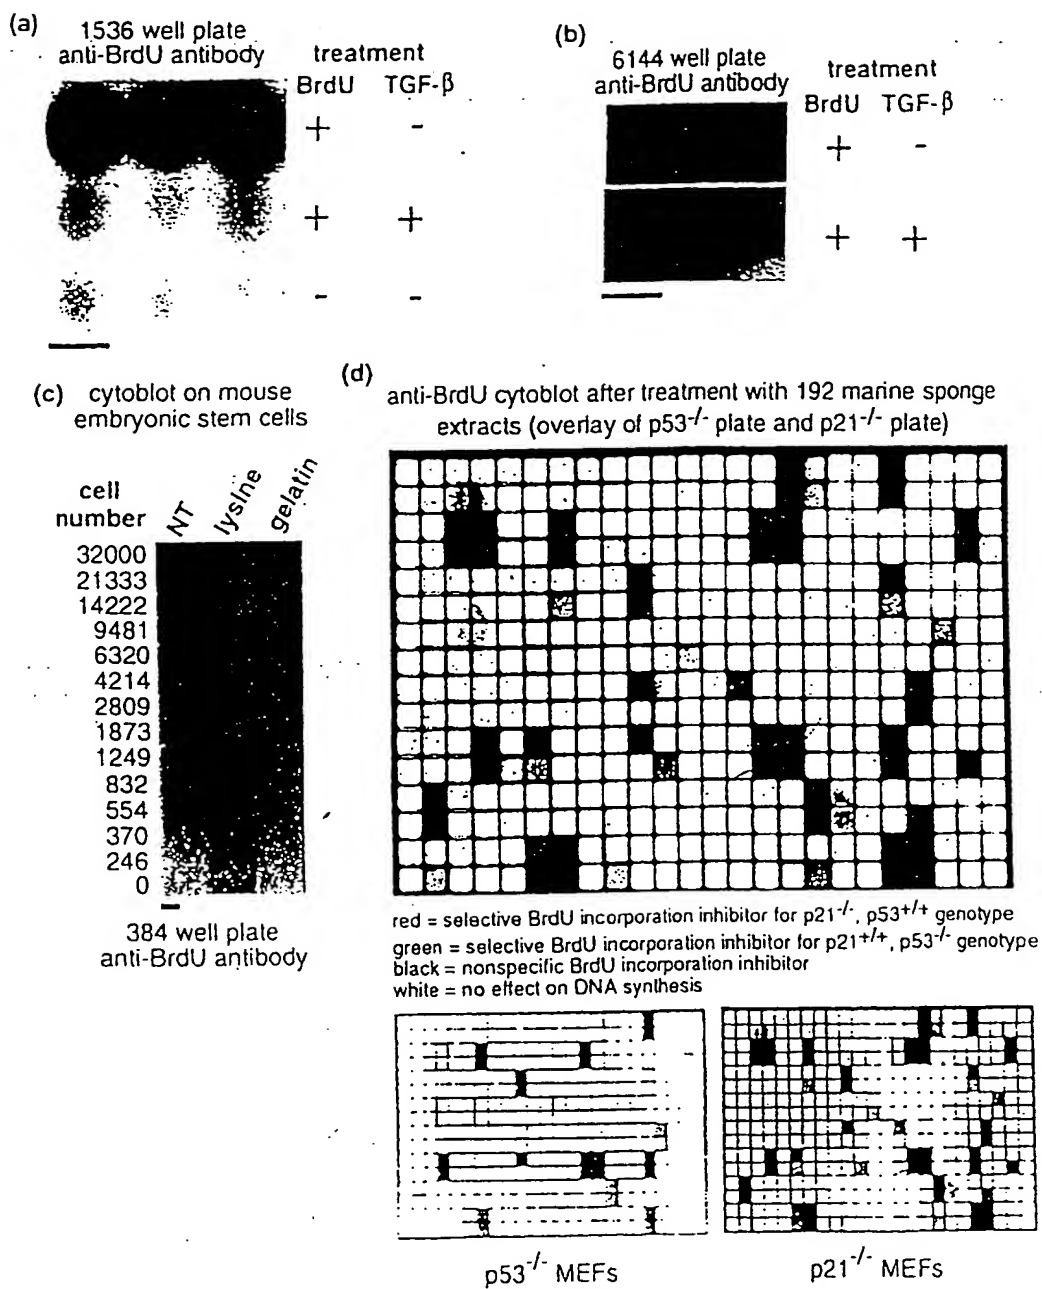 (a)
1536 well plate
anti-BrdU antibody
treatment
BrdU TGF-β
+ -
+ +
- -
(b)
6144 well plate
anti-BrdU antibody
treatment
BrdU TGF-β
+ -
+ +
(c) cytoblot on mouse
embryonic stem cells
cell
number
NT
lysine
gelatin
32000
21333
14222
9481
6320
4214
2809
1873
1249
832
554
370
246
0
384 well plate
anti-BrdU antibody
(d)
anti-BrdU cytoblot after treatment with 192 marine sponge
extracts (overlay of p53-/- plate and p21-/- plate)
red = selective BrdU incorporation inhibitor for p21-/-, p53+/+ genotype
green = selective BrdU incorporation inhibitor for p21+/+, p53-/- genotype
black = nonspecific BrdU incorporation inhibitor
white = no effect on DNA synthesis
p53-/- MEFs
p21-/- MEFs